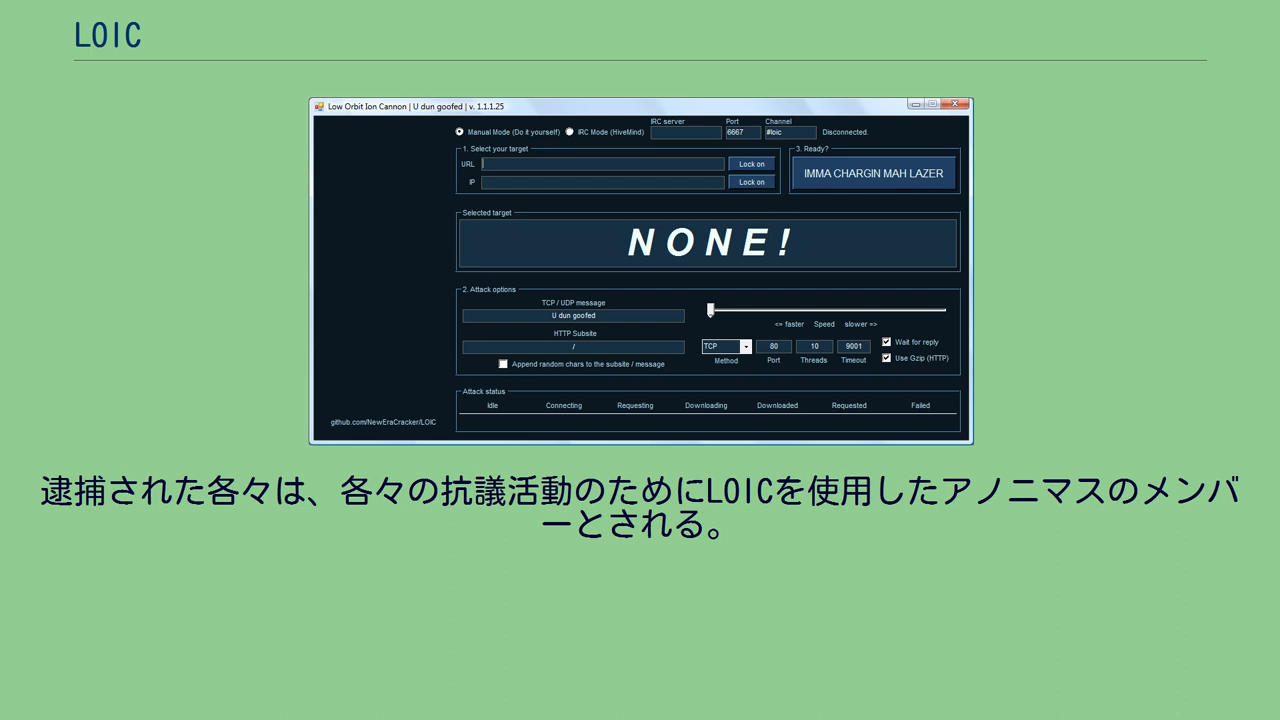 LOIC
Low Orbit Ion Cannon | U dun goofed | v. 1.1.1.25
IRC server Port Channel
Manual Mode (Do it yourself) IRC Mode (HiveMind) 6667 #loic Disconnected.
1. Select your target 3. Ready?
URL Lock on
IMMA CHARGIN MAH LAZER
IP Lock on
Selected target
NONE!
2. Attack options
TCP / UDP message
U dun goofed
<= faster Speed slower =>
HTTP Subsite
/
TCP 80 10 9001 Wait for reply
Method Port Threads Timeout Use Gzip (HTTP)
Append random chars to the subsite / message
Attack status
Idle Connecting Requesting Downloading Downloaded Requested Failed
github.com/NewEraCracker/LOIC
逮捕された各々は、各々の抗議活動のためにLOICを使用したアノニマスのメンバ
ーとされる。